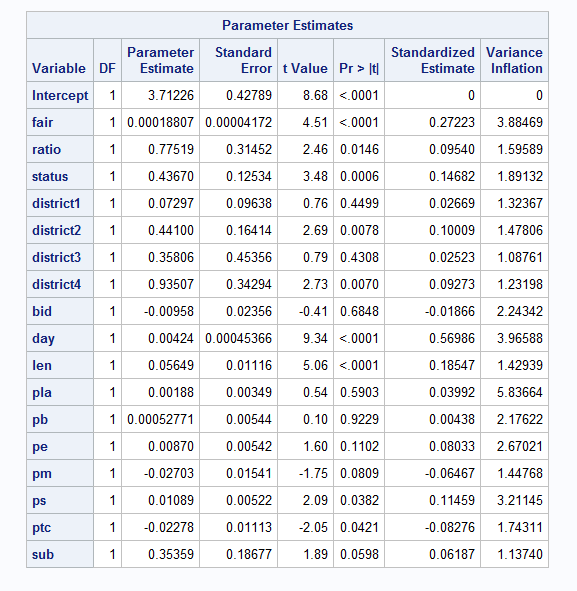 Parameter Estimates
Variable DF Parameter Estimate Standard Error t Value Pr > |t| Standardized Estimate Variance Inflation
Intercept 1 3.71226 0.42789 8.68 <.0001 0 0
fair 1 0.00018807 0.00004172 4.51 <.0001 0.27223 3.88469
ratio 1 0.77519 0.31452 2.46 0.0146 0.09540 1.59589
status 1 0.43670 0.12534 3.48 0.0006 0.14682 1.89132
district1 1 0.07297 0.09638 0.76 0.4499 0.02669 1.32367
district2 1 0.44100 0.16414 2.69 0.0078 0.10009 1.47806
district3 1 0.35806 0.45356 0.79 0.4308 0.02523 1.08761
district4 1 0.93507 0.34294 2.73 0.0070 0.09273 1.23198
bid 1 -0.00958 0.02356 -0.41 0.6848 -0.01866 2.24342
day 1 0.00424 0.00045366 9.34 <.0001 0.56986 3.96588
len 1 0.05649 0.01116 5.06 <.0001 0.18547 1.42939
pla 1 0.00188 0.00349 0.54 0.5903 0.03992 5.83664
pb 1 0.00052771 0.00544 0.10 0.9229 0.00438 2.17622
pe 1 0.00870 0.00542 1.60 0.1102 0.08033 2.67021
pm 1 -0.02703 0.01541 -1.75 0.0809 -0.06467 1.44768
ps 1 0.01089 0.00522 2.09 0.0382 0.11459 3.21145
ptc 1 -0.02278 0.01113 -2.05 0.0421 -0.08276 1.74311
sub 1 0.35359 0.18677 1.89 0.0598 0.06187 1.13740